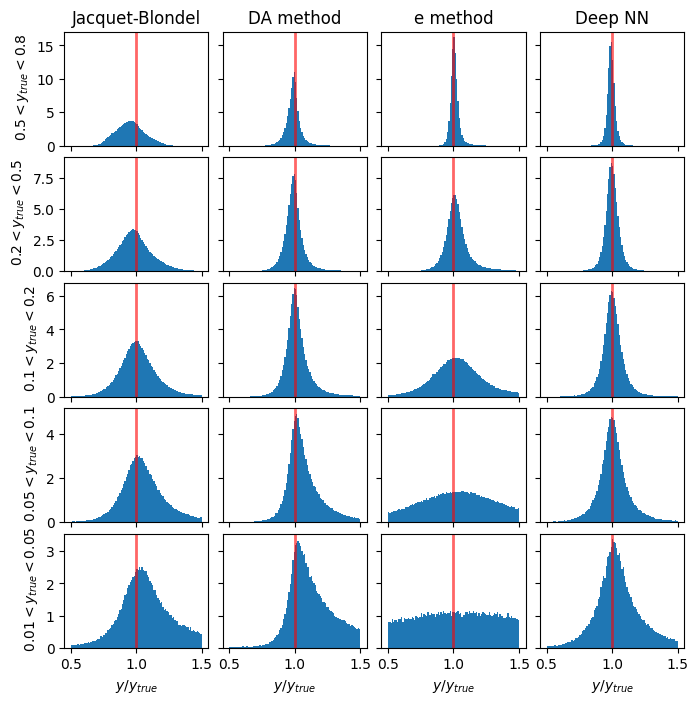 Jacquet-Blondel DA method e method Deep NN
0.5 < y_true < 0.8
15
10
5
0
0.2 < y_true < 0.5
7.5
5.0
2.5
0.0
0.1 < y_true < 0.2
6
4
2
0
0.05 < y_true < 0.1
4
2
0
0.01 < y_true < 0.05
3
2
1
0
0.5 1.0 1.5 0.5 1.0 1.5 0.5 1.0 1.5 0.5 1.0 1.5
y/y_true y/y_true y/y_true y/y_true